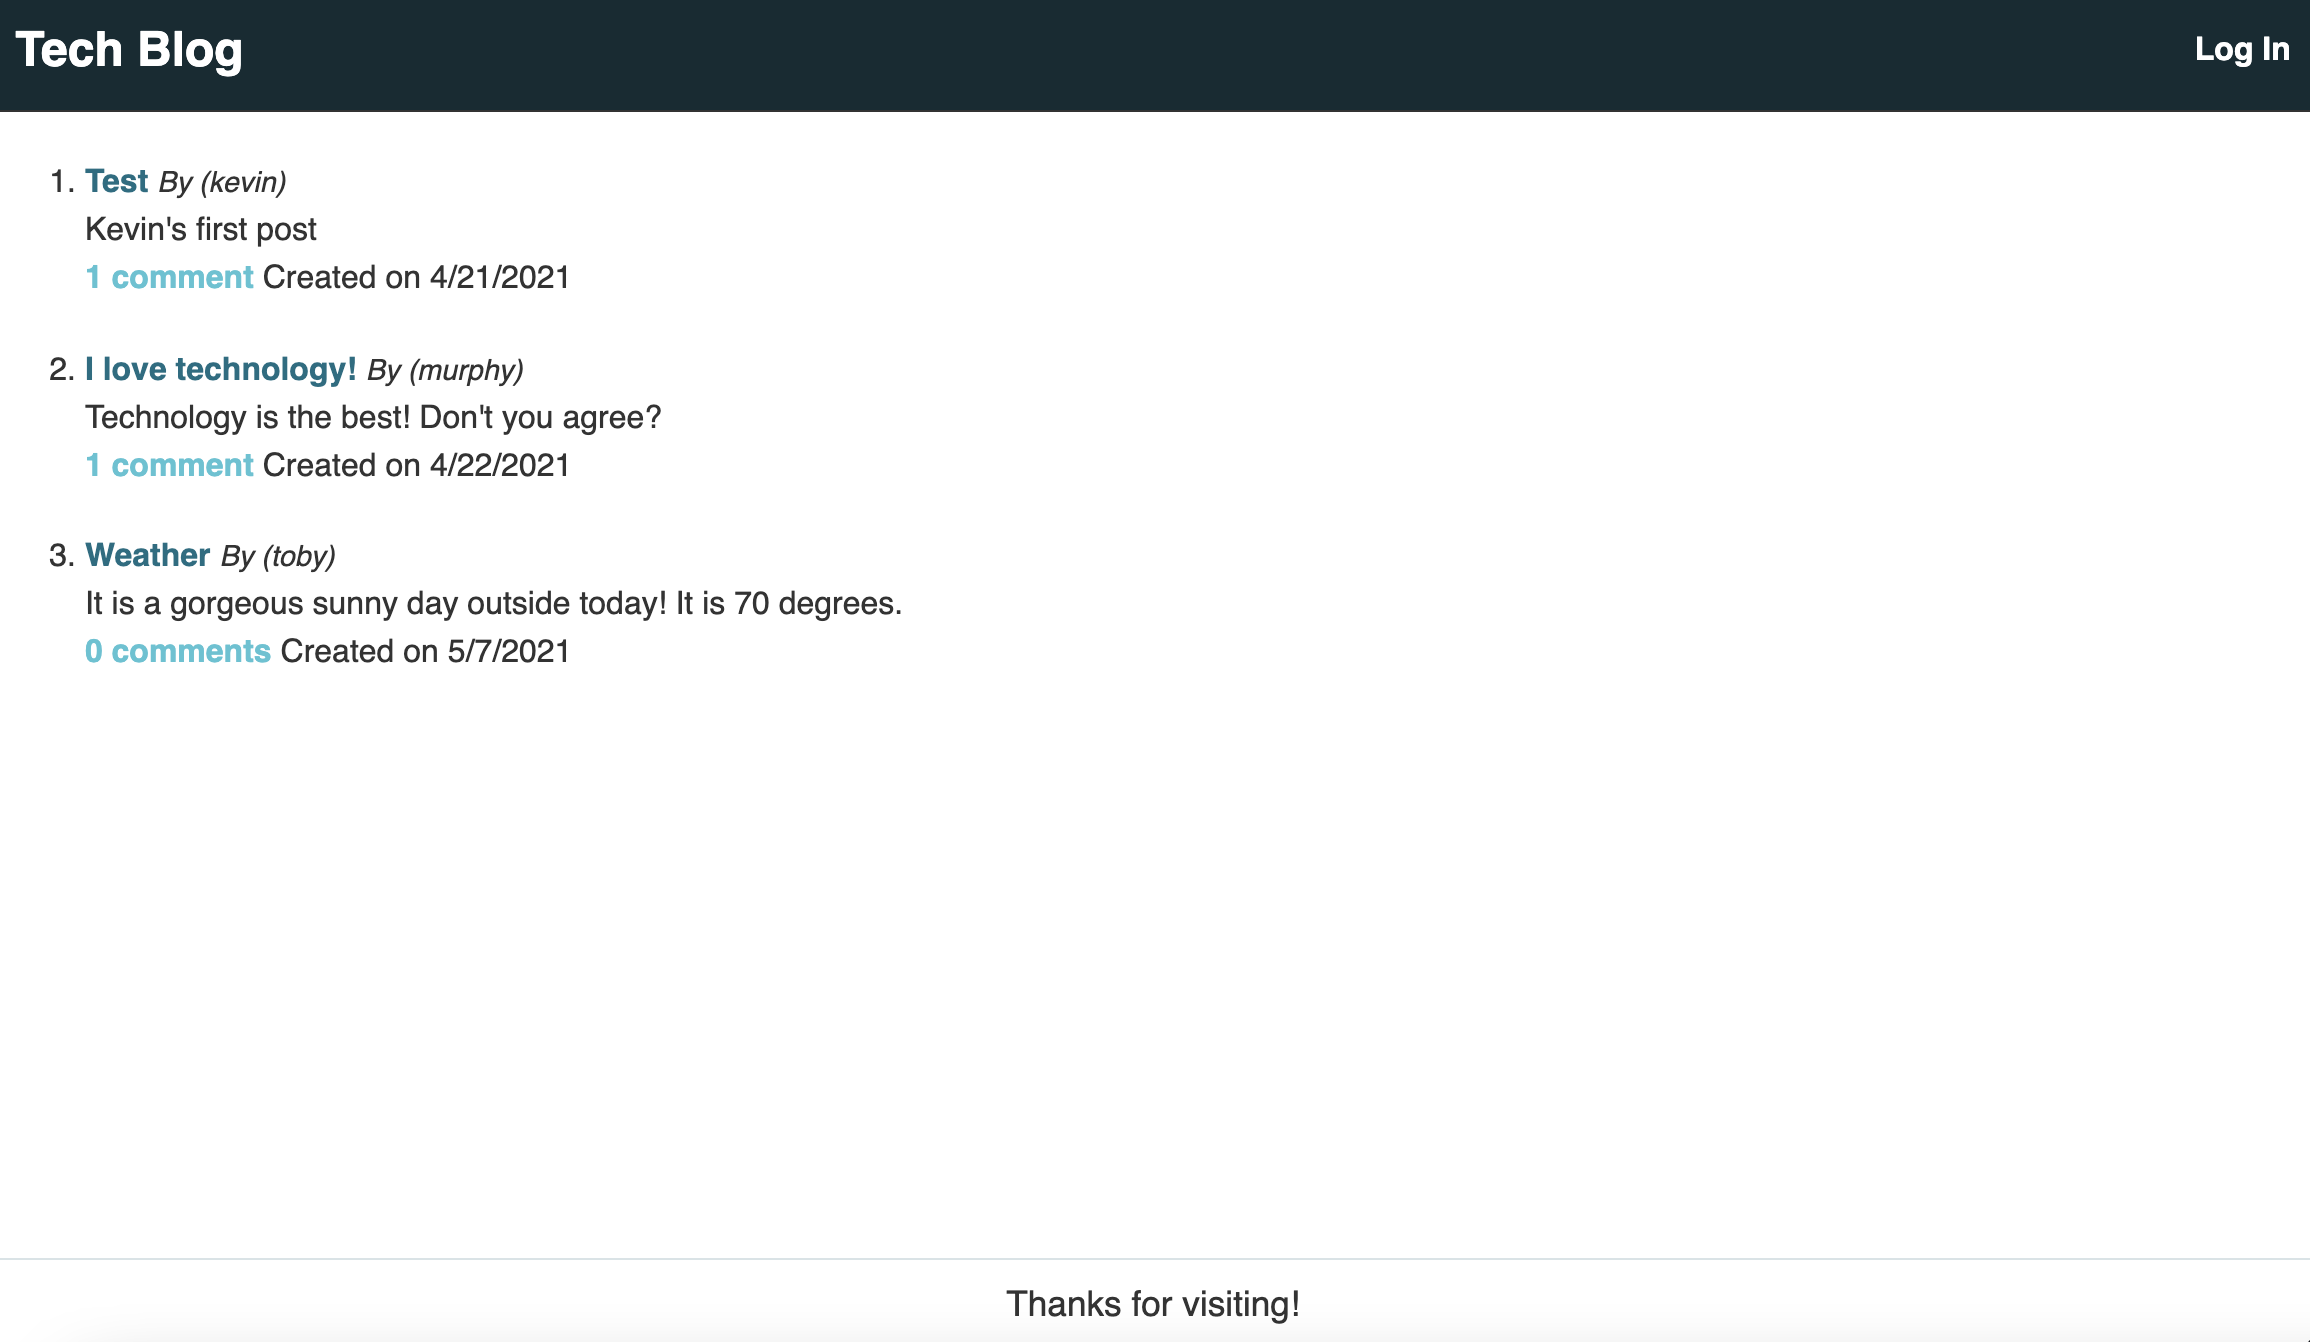 Tech Blog
Log In
1. Test By (kevin)
Kevin's first post
1 comment Created on 4/21/2021
2. I love technology! By (murphy)
Technology is the best! Don't you agree?
1 comment Created on 4/22/2021
3. Weather By (toby)
It is a gorgeous sunny day outside today! It is 70 degrees.
0 comments Created on 5/7/2021
Thanks for visiting!